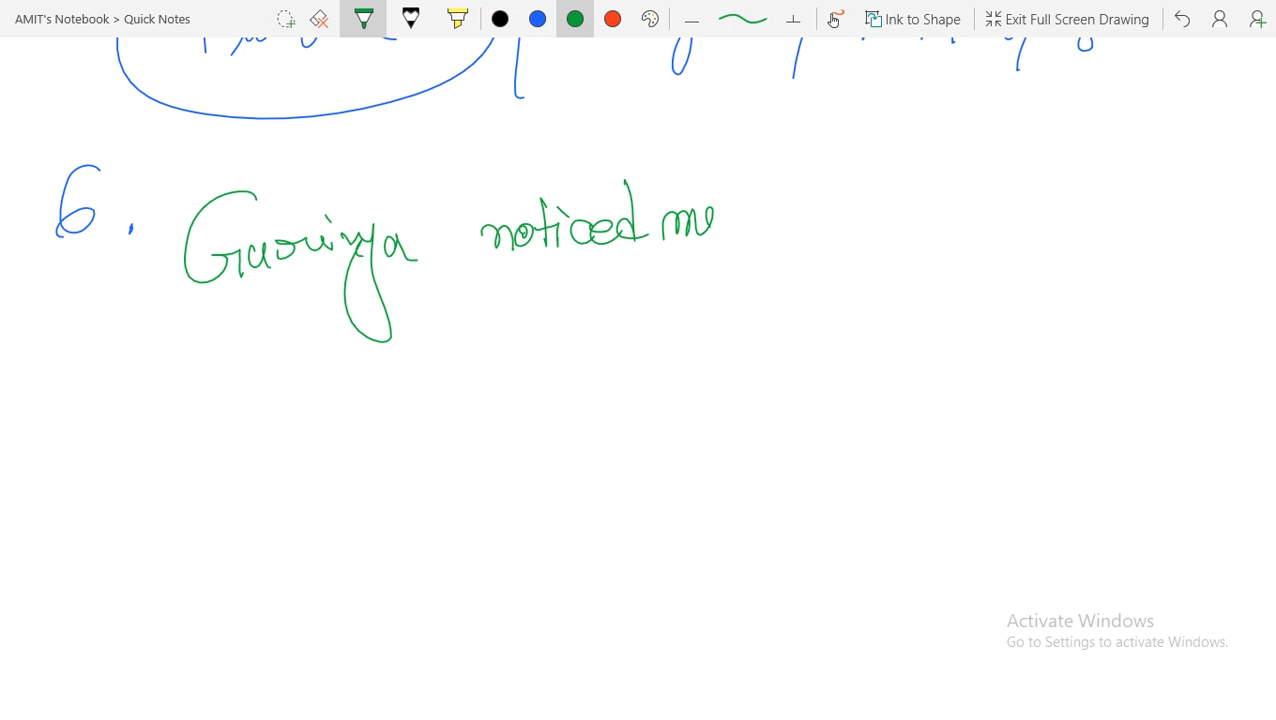 AMIT's Notebook > Quick Notes Ink to Shape Exit Full Screen Drawing
6. noticed me
Activate Windows
Go to Settings to activate Windows.